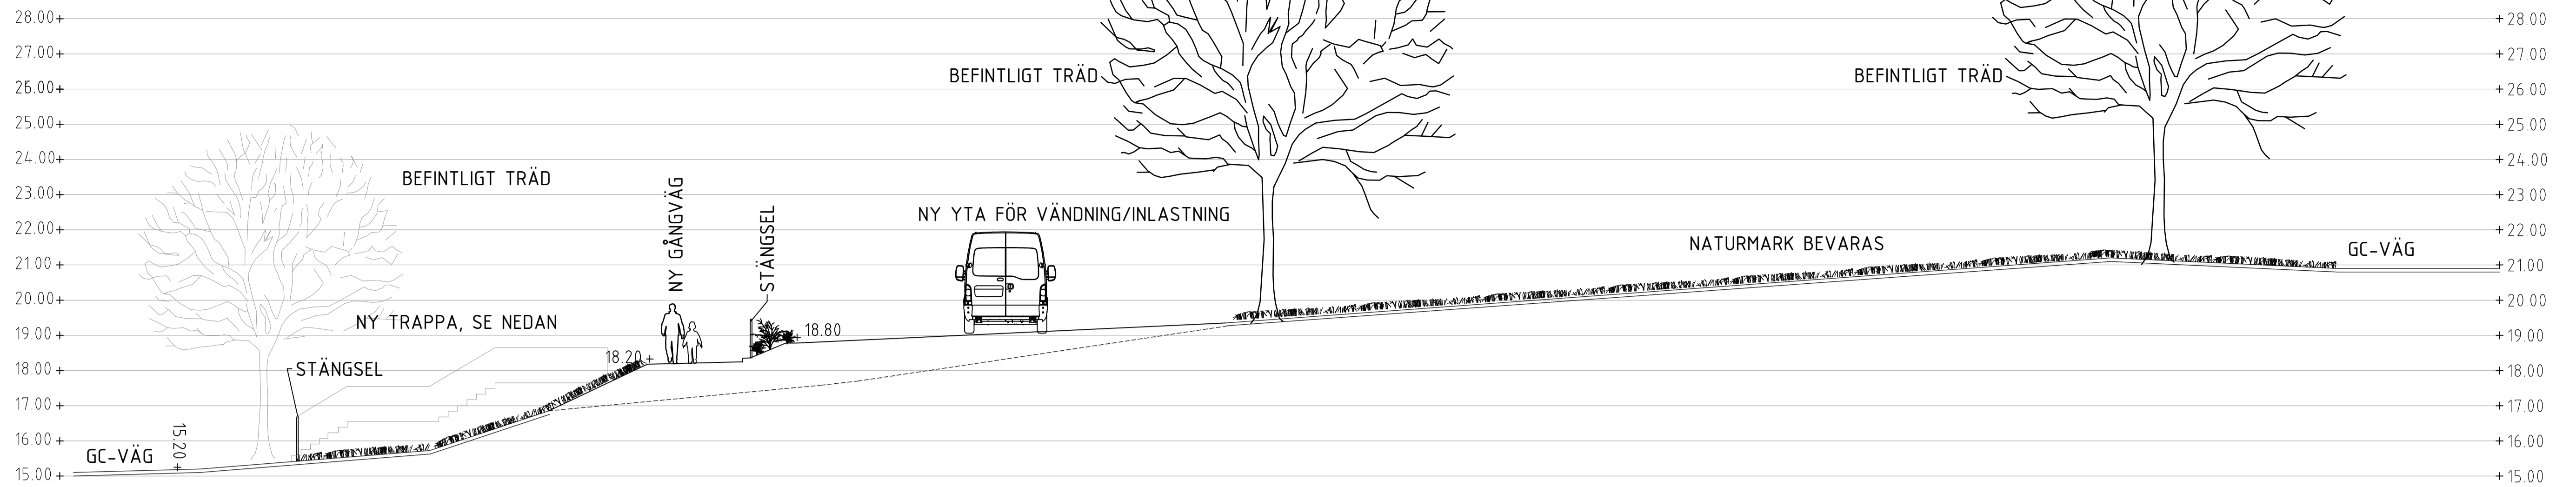 28.00
27.00
26.00
25.00
24.00
23.00
22.00
21.00
20.00
19.00
18.00
17.00
16.00
15.00
GC-VÄG
15.20
STÄNGSEL
NY TRAPPA, SE NEDAN
BEFINTLIGT TRÄD
18.20
NY GÅNGVÄG
STÄNGSEL
18.80
NY YTA FÖR VÄNDNING/INLASTNING
BEFINTLIGT TRÄD
NATURMARK BEVARAS
BEFINTLIGT TRÄD
GC-VÄG
28.00
27.00
26.00
25.00
24.00
23.00
22.00
21.00
20.00
19.00
18.00
17.00
16.00
15.00